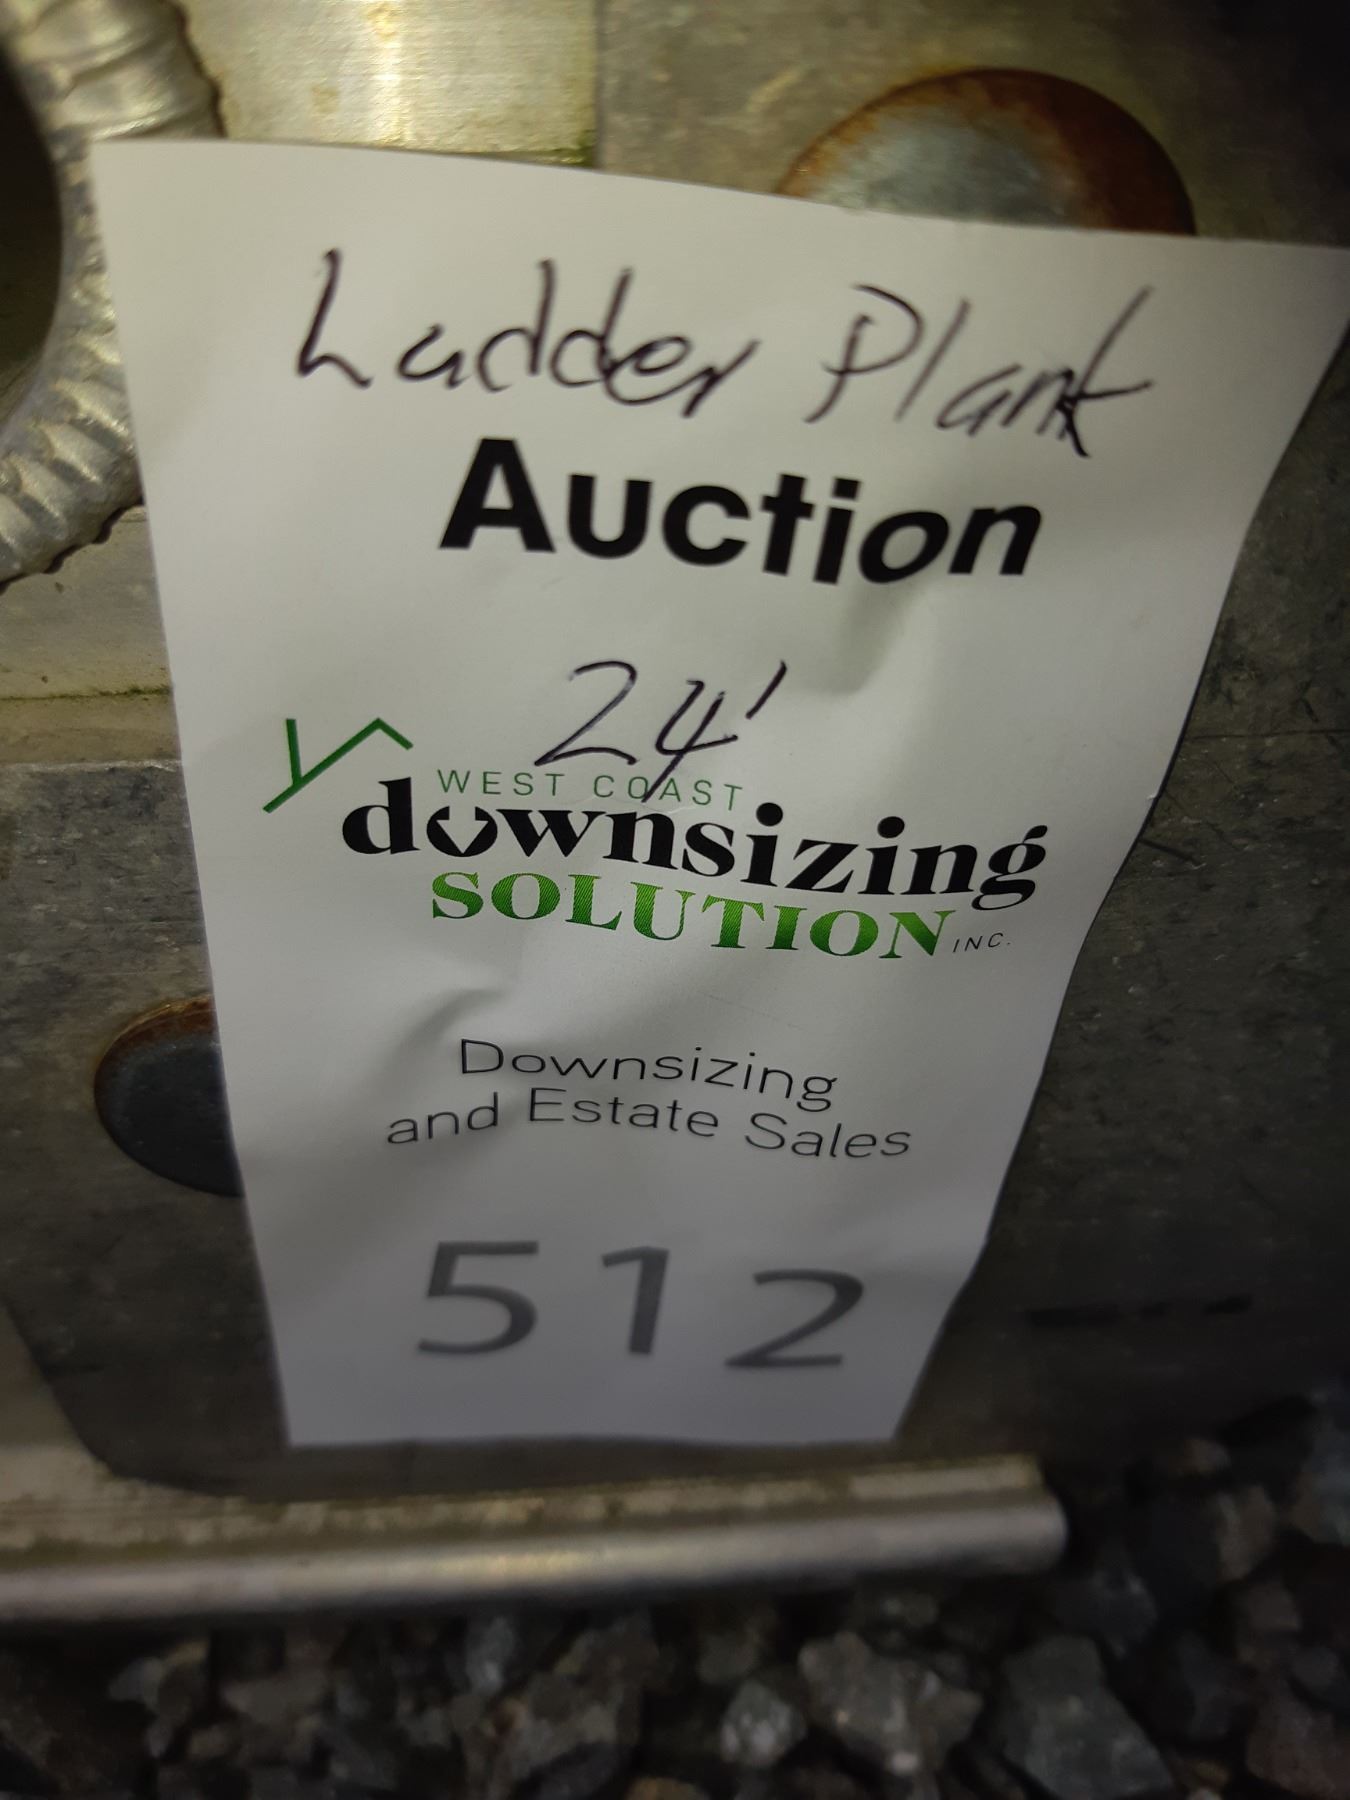 Ladder Plank
Auction
24'
WEST COAST
downsizing
SOLUTION INC.
Downsizing
and Estate Sales
512